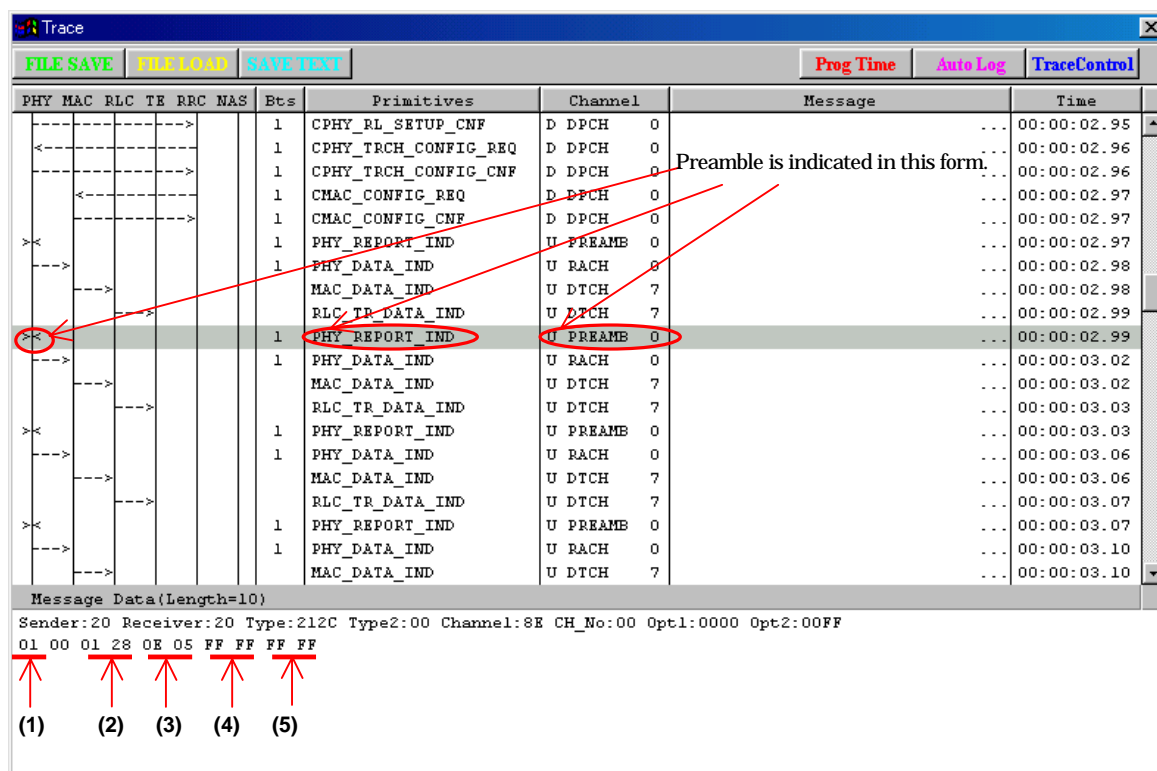 Trace
FILE SAVE FILE LOAD SAVE TEXT Prog Time Auto Log TraceControl
PHY MAC RLC TE RRC NAS Bts Primitives Channel Message Time
1 CPHY_RL_SETUP_CNF D DPCH 0 ... 00:00:02.95
1 CPHY_TRCH_CONFIG_REQ D DPCH 0 ... 00:00:02.96
1 CPHY_TRCH_CONFIG_CNF D DPCH 0 ... 00:00:02.96
Preamble is indicated in this form.
1 CMAC_CONFIG_REQ D DPCH 0 ... 00:00:02.97
1 CMAC_CONFIG_CNF D DPCH 0 ... 00:00:02.97
1 PHY_REPORT_IND U PREAMB 0 ... 00:00:02.97
1 PHY_DATA_IND U RACH 0 ... 00:00:02.98
MAC_DATA_IND U DTCH 7 ... 00:00:02.98
RLC_TR_DATA_IND U DTCH 7 ... 00:00:02.99
1 PHY_REPORT_IND U PREAMB 0 ... 00:00:02.99
1 PHY_DATA_IND U RACH 0 ... 00:00:03.02
MAC_DATA_IND U DTCH 7 ... 00:00:03.02
RLC_TR_DATA_IND U DTCH 7 ... 00:00:03.03
1 PHY_REPORT_IND U PREAMB 0 ... 00:00:03.03
1 PHY_DATA_IND U RACH 0 ... 00:00:03.06
MAC_DATA_IND U DTCH 7 ... 00:00:03.06
RLC_TR_DATA_IND U DTCH 7 ... 00:00:03.07
1 PHY_REPORT_IND U PREAMB 0 ... 00:00:03.07
1 PHY_DATA_IND U RACH 0 ... 00:00:03.10
MAC_DATA_IND U DTCH 7 ... 00:00:03.10
Message Data(Length=10)
Sender:20 Receiver:20 Type:212C Type2:00 Channel:8E CH_No:00 Opt1:0000 Opt2:00FF
01 00 01 28 0E 05 FF FF FF FF
(1) (2) (3) (4) (5)